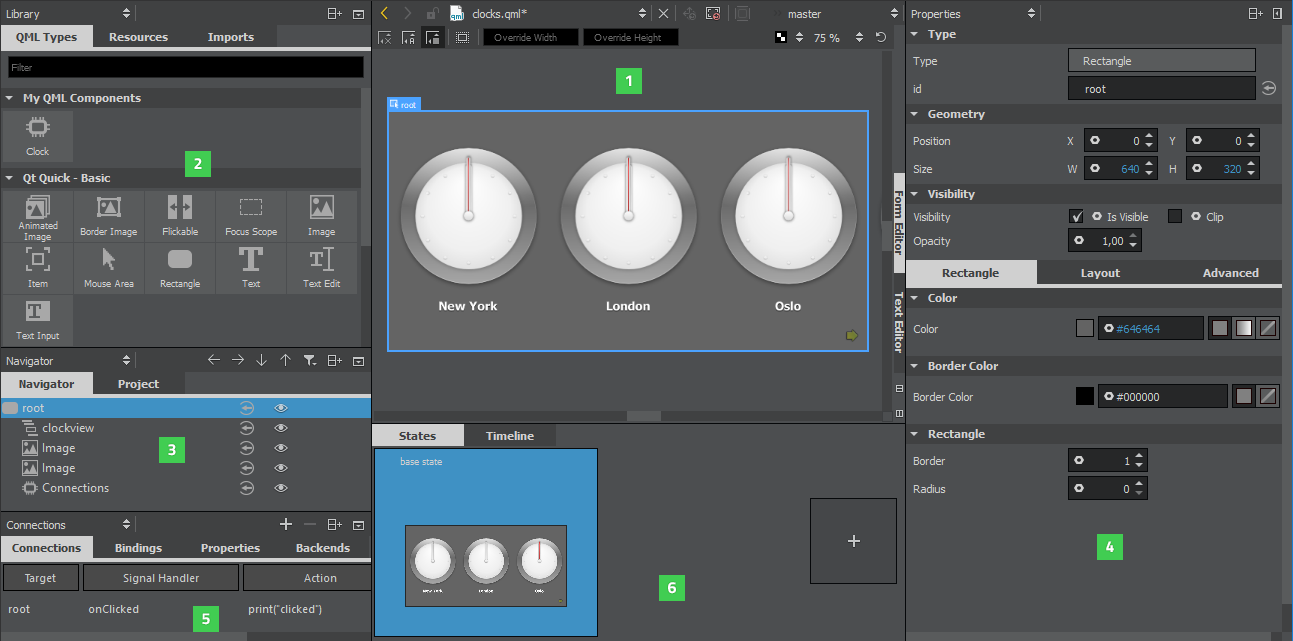 Library
QML Types Resources Imports
Filter
My QML Components
Clock
2
Qt Quick - Basic
Animated Image
Border Image
Flickable
Focus Scope
Image
Item
Mouse Area
Rectangle
Text
Text Edit
Text Input
Navigator
Navigator Project
root
clockview
Image
Image
Connections
3
Connections
Connections Bindings Properties Backends
Target Signal Handler Action
root onClicked print("clicked")
5
clocks.qml*
master
Override Width Override Height
75 %
1
root
New York London Oslo
Form Editor
Text Editor
States Timeline
base state
New York London Oslo
6
Properties
Type
Type Rectangle
id root
Geometry
Position X 0 Y 0
Size W 640 H 320
Visibility
Visibility Is Visible Clip
Opacity 1,00
Rectangle Layout Advanced
Color
Color #646464
Border Color
Border Color #000000
Rectangle
Border 1
Radius 0
4